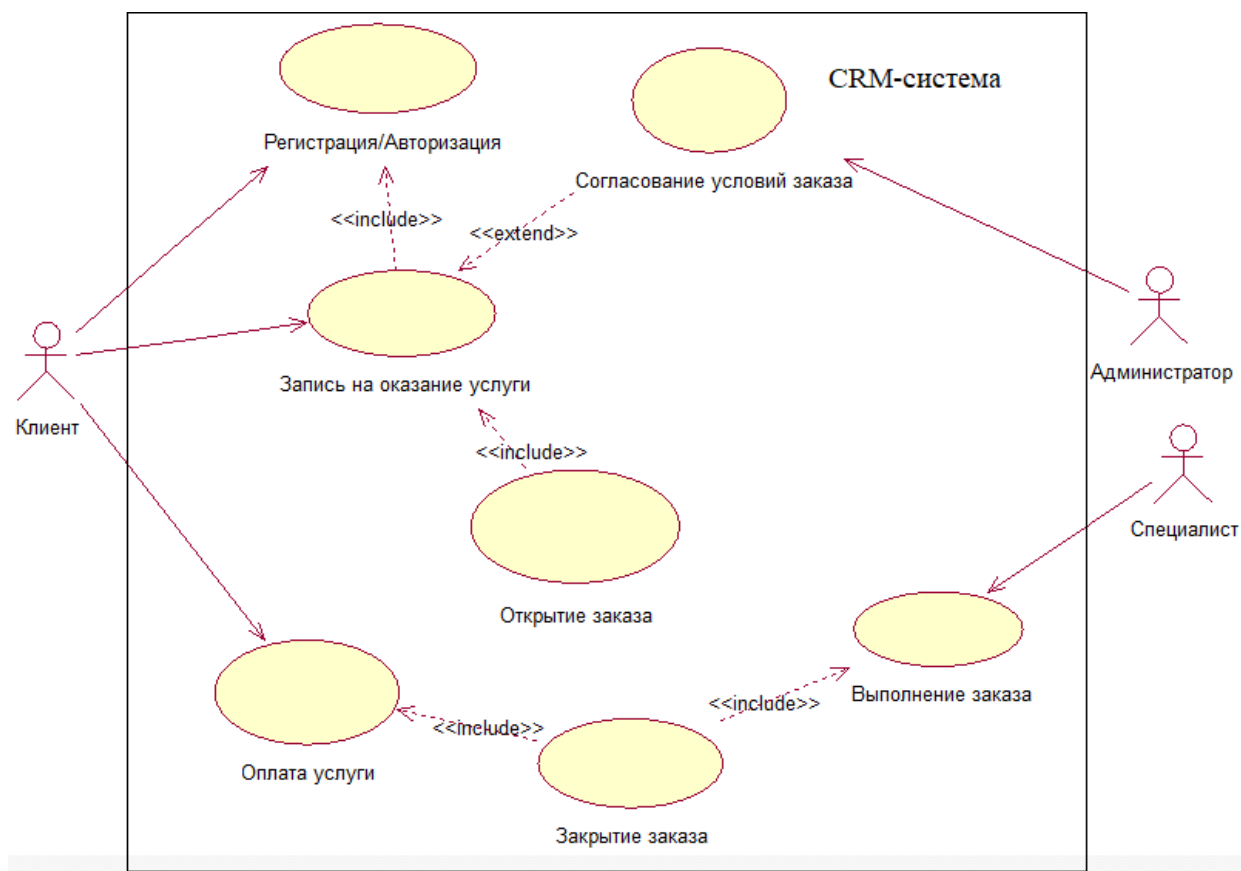 CRM-система
Регистрация/Авторизация
Согласование условий заказа
<<include>>
<<extend>>
Администратор
Запись на оказание услуги
Клиент
<<include>>
Специалист
Открытие заказа
Выполнение заказа
<<include>>
<<include>>
Оплата услуги
Закрытие заказа